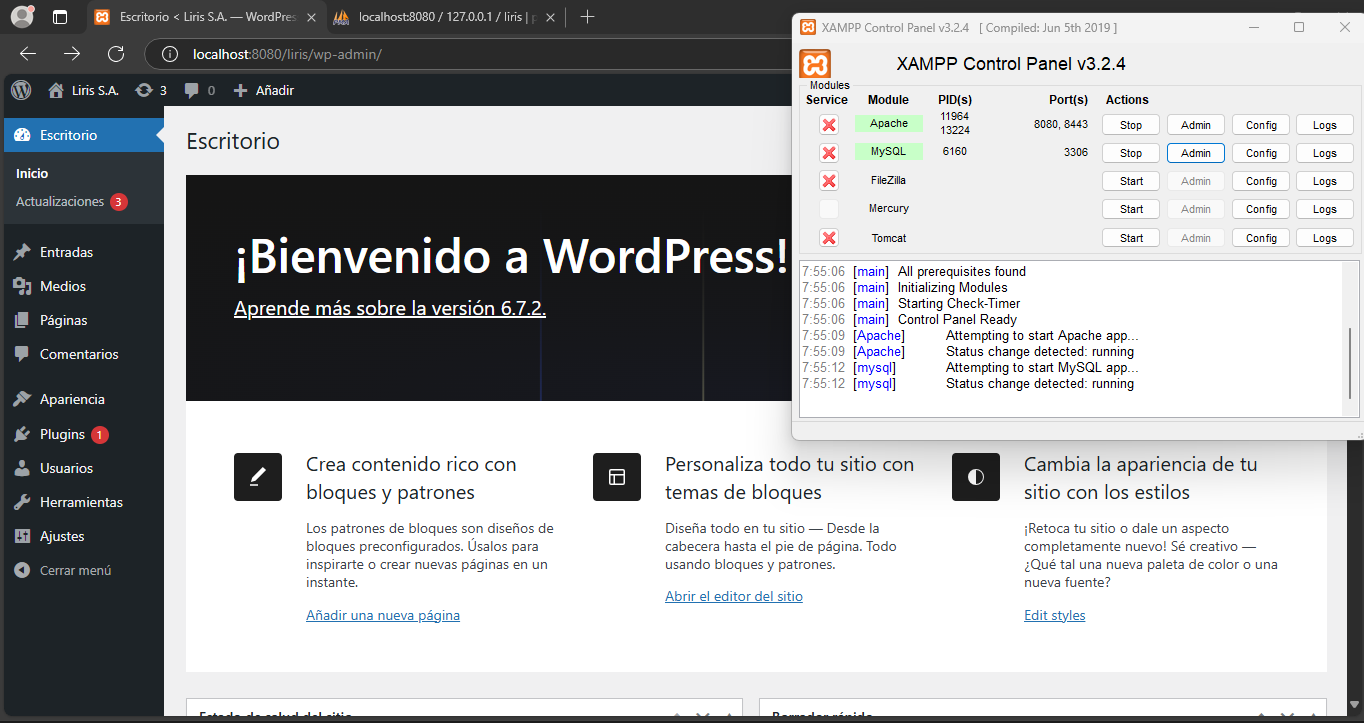 Escritorio < Liris S.A. — WordPres
localhost:8080 / 127.0.0.1 / liris | p
localhost:8080/liris/wp-admin/
Liris S.A.
3
0
Añadir
Escritorio
Inicio
Actualizaciones 3
Entradas
Medios
Páginas
Comentarios
Apariencia
Plugins 1
Usuarios
Herramientas
Ajustes
Cerrar menú
Escritorio
¡Bienvenido a WordPress!
Aprende más sobre la versión 6.7.2.
Crea contenido rico con
bloques y patrones
Los patrones de bloques son diseños de
bloques preconfigurados. Úsalos para
inspirarte o crear nuevas páginas en un
instante.
Añadir una nueva página
Personaliza todo tu sitio con
temas de bloques
Diseña todo en tu sitio — Desde la
cabecera hasta el pie de página. Todo
usando bloques y patrones.
Abrir el editor del sitio
Cambia la apariencia de tu
sitio con los estilos
¡Retoca tu sitio o dale un aspecto
completamente nuevo! Sé creativo —
¿Qué tal una nueva paleta de color o una
nueva fuente?
Edit styles
Estado de salud del sitio
Borrador rápido
XAMPP Control Panel v3.2.4 [ Compiled: Jun 5th 2019 ]
XAMPP Control Panel v3.2.4
Modules
Service Module PID(s) Port(s) Actions
Apache 11964 8080, 8443 Stop Admin Config Logs
13224
MySQL 6160 3306 Stop Admin Config Logs
FileZilla Start Admin Config Logs
Mercury Start Admin Config Logs
Tomcat Start Admin Config Logs
7:55:06 [main] All prerequisites found
7:55:06 [main] Initializing Modules
7:55:06 [main] Starting Check-Timer
7:55:06 [main] Control Panel Ready
7:55:09 [Apache] Attempting to start Apache app...
7:55:09 [Apache] Status change detected: running
7:55:12 [mysql] Attempting to start MySQL app...
7:55:12 [mysql] Status change detected: running